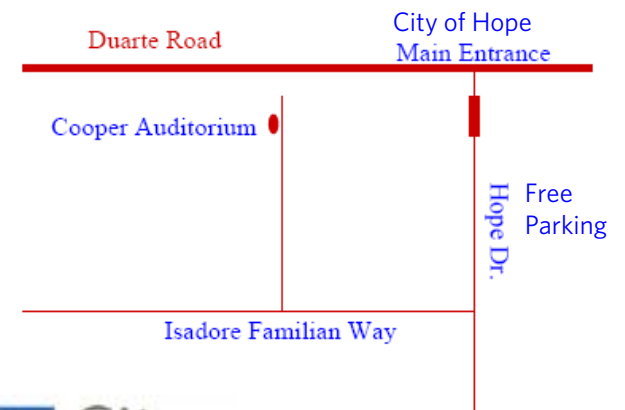 City of Hope
Duarte Road
Main Entrance
Cooper Auditorium
Hope Dr.
Free
Parking
Isadore Familian Way